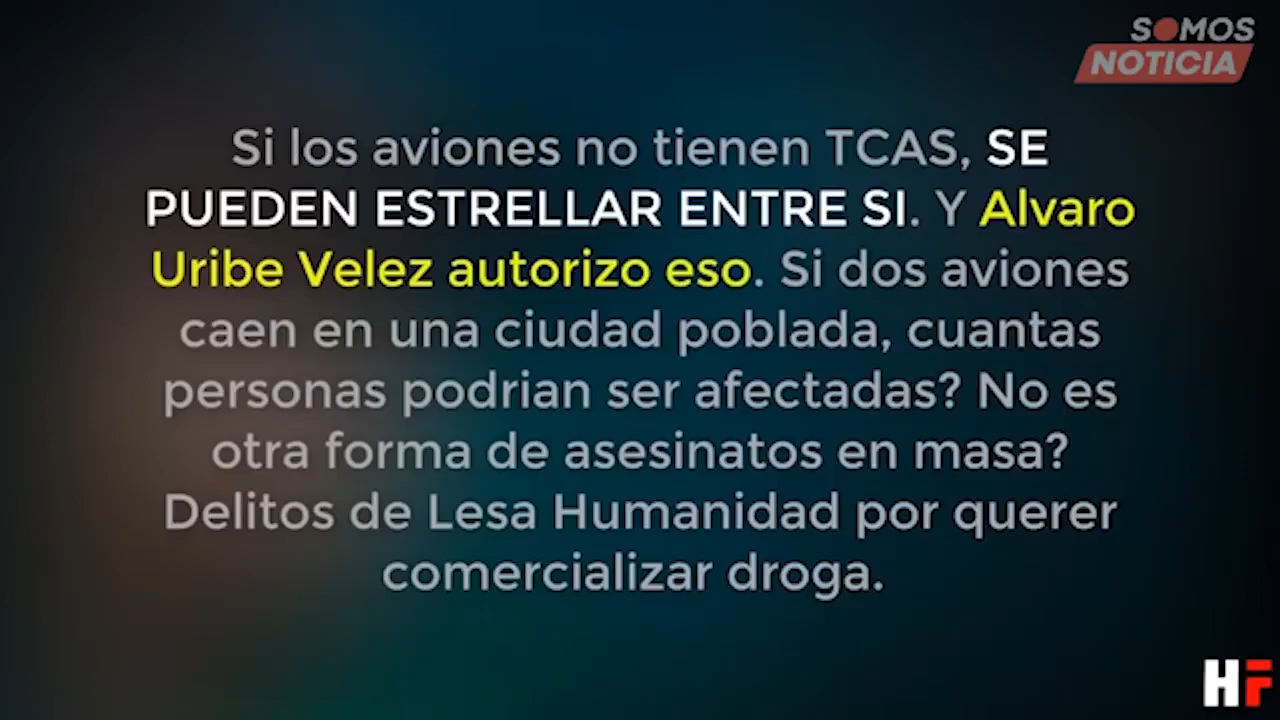 SOMOS
NOTICIA
Si los aviones no tienen TCAS, SE
PUEDEN ESTRELLAR ENTRE SI. Y Alvaro
Uribe Velez autorizo eso. Si dos aviones
caen en una ciudad poblada, cuantas
personas podrian ser afectadas? No es
otra forma de asesinatos en masa?
Delitos de Lesa Humanidad por querer
comercializar droga.
HF